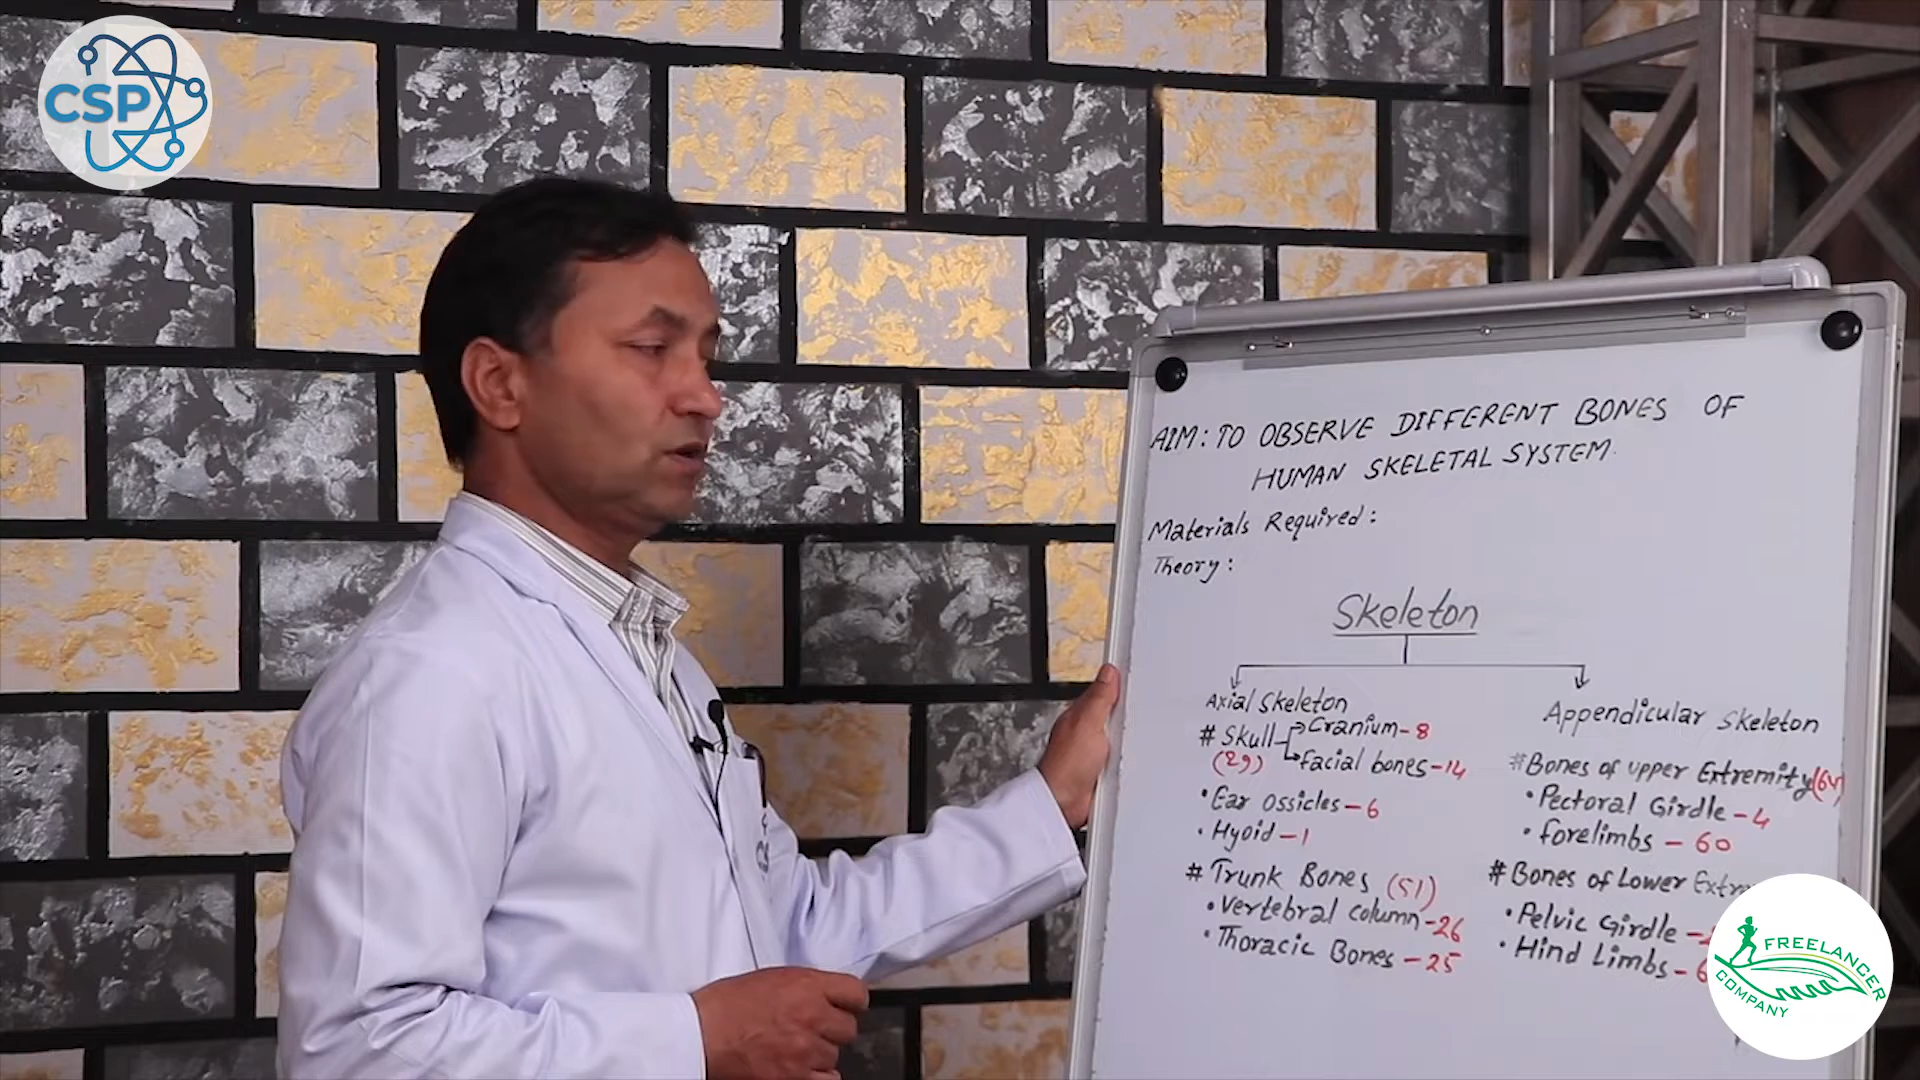 CSP
AIM: TO OBSERVE DIFFERENT BONES OF
HUMAN SKELETAL SYSTEM.
Materials Required:
Theory:
Skeleton
Axial Skeleton
# Skull Cranium-8
(29) Facial bones-14
• Ear ossicles-6
• Hyoid-1
# Trunk Bones (51)
• Vertebral column-26
• Thoracic Bones-25
Appendicular Skeleton
# Bones of upper Extremity (64)
• Pectoral Girdle-4
• forelimbs-60
# Bones of Lower
• Pelvic Girdle
• Hind Limbs
FREELANCER
COMPANY